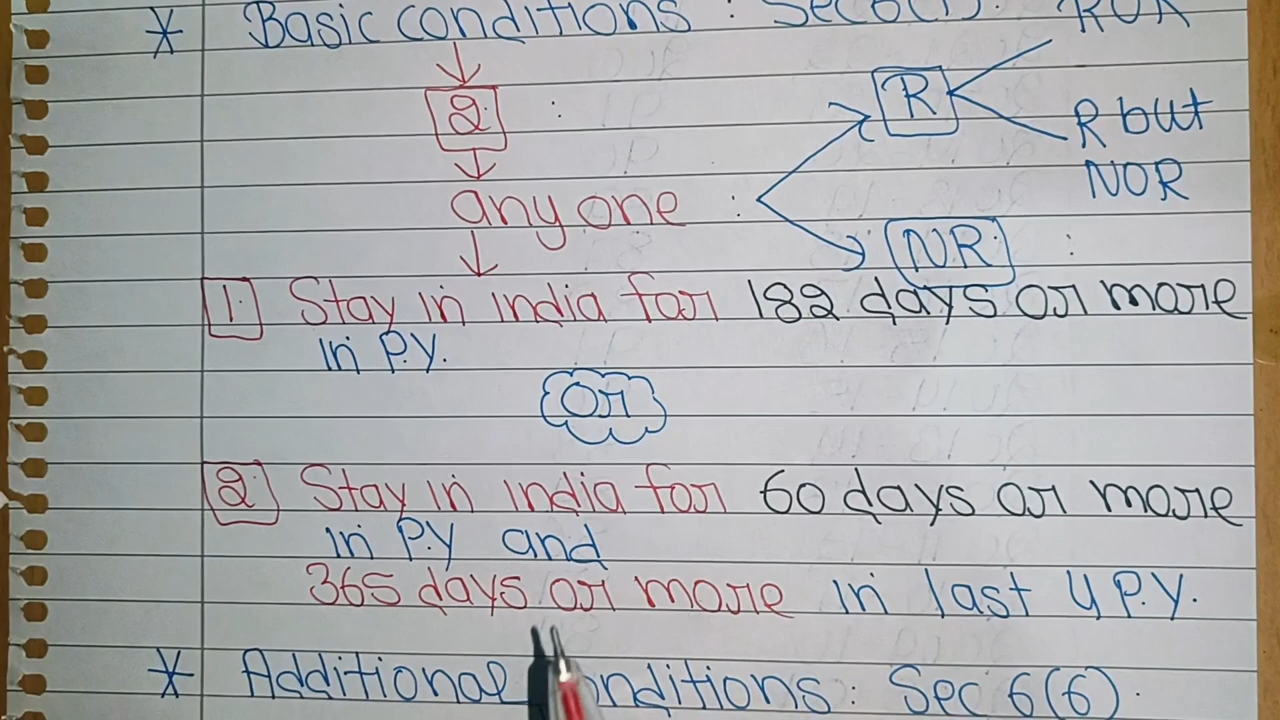 * Basic conditions : Sec 6(1). ROR
2 :
R
R but
NOR
any one :
NR :
1 Stay in india for 182 days or more
in P.Y.
or
2 Stay in india for 60 days or more
in P.Y and
365 days or more in last 4 P.Y.
* Additional conditions: Sec 6(6).